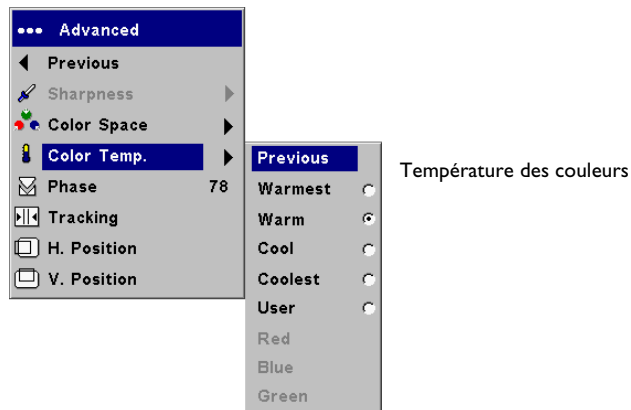 Advanced
Previous
Sharpness
Color Space
Color Temp.
Phase 78
Tracking
H. Position
V. Position
Previous
Warmest
Warm
Cool
Coolest
User
Red
Blue
Green
Température des couleurs